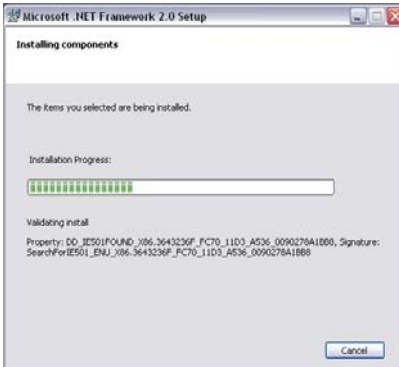 Microsoft .NET Framework 2.0 Setup
Installing components
The items you selected are being installed.
Installation Progress:
Validating install
Property: DD_IE501FOUND_X86.3643236F_FC70_11D3_A536_0090278A1BB8, Signature:
SearchForIE501_ENU_X86.3643236F_FC70_11D3_A536_0090278A1BB8
Cancel